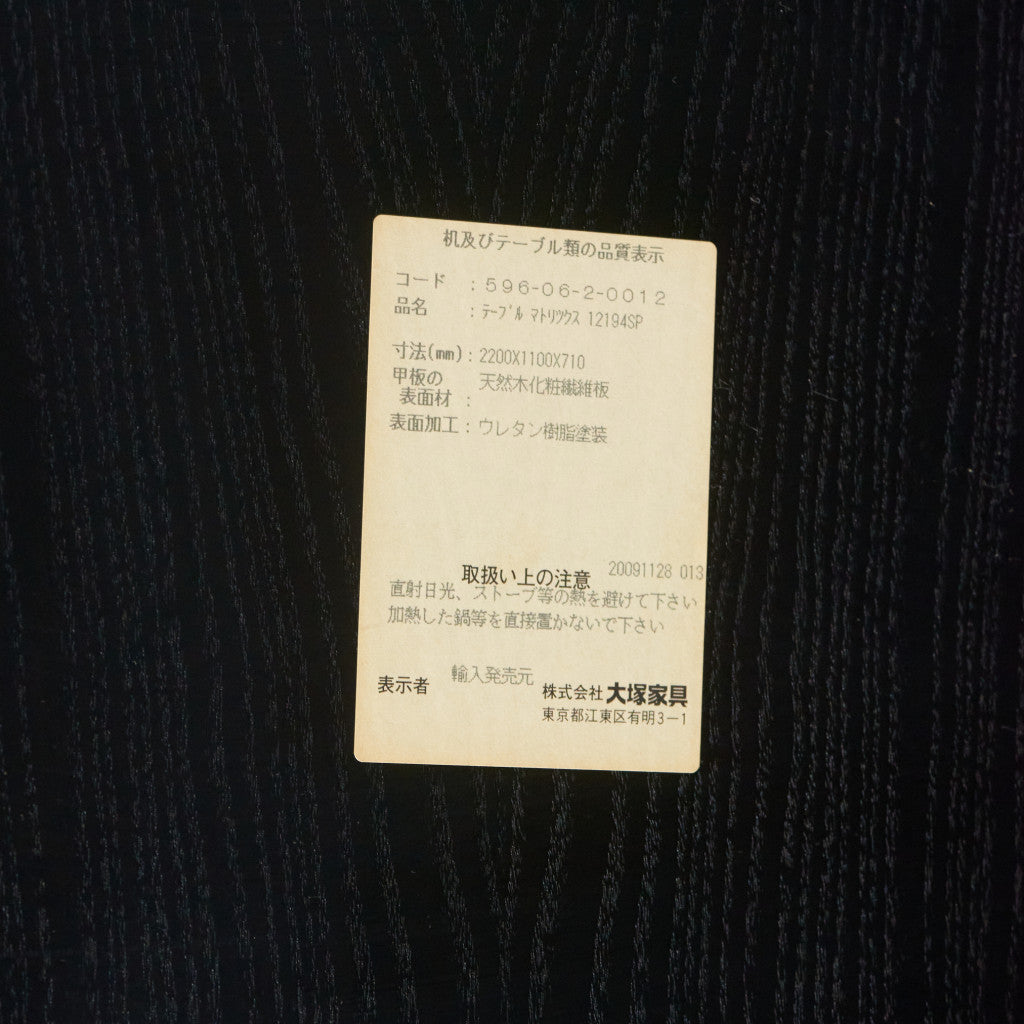 机及びテーブル類の品質表示
コード : 596-06-2-0012
品名 : ﾃｰﾌﾞﾙ ﾏﾄﾘﾂｸｽ 12194SP
寸法(mm) : 2200X1100X710
甲板の 天然木化粧繊維板
表面材 :
表面加工 : ウレタン樹脂塗装
取扱い上の注意 20091128 013
直射日光、ストーブ等の熱を避けて下さい
加熱した鍋等を直接置かないで下さい
表示者 輸入発売元 株式会社 大塚家具
東京都江東区有明3－1